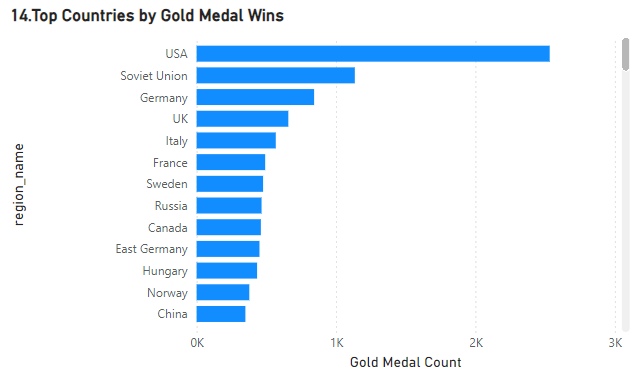 14.Top Countries by Gold Medal Wins
region_name
USA
Soviet Union
Germany
UK
Italy
France
Sweden
Russia
Canada
East Germany
Hungary
Norway
China
0K 1K 2K 3K
Gold Medal Count